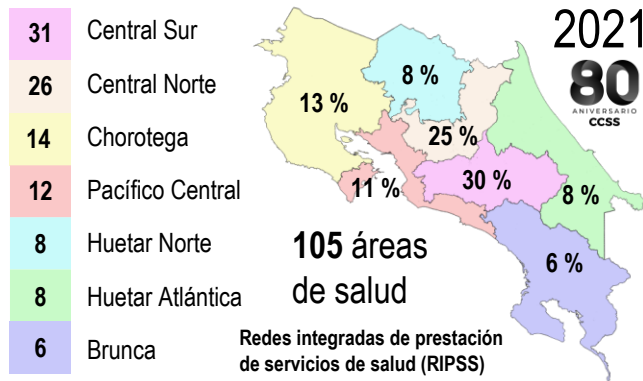 31 Central Sur
26 Central Norte
14 Chorotega
12 Pacífico Central
8 Huetar Norte
8 Huetar Atlántica
6 Brunca
2021
80
ANIVERSARIO
CCSS
8 %
13 %
25 %
11 %
30 %
8 %
6 %
105 áreas
de salud
Redes integradas de prestación
de servicios de salud (RIPSS)